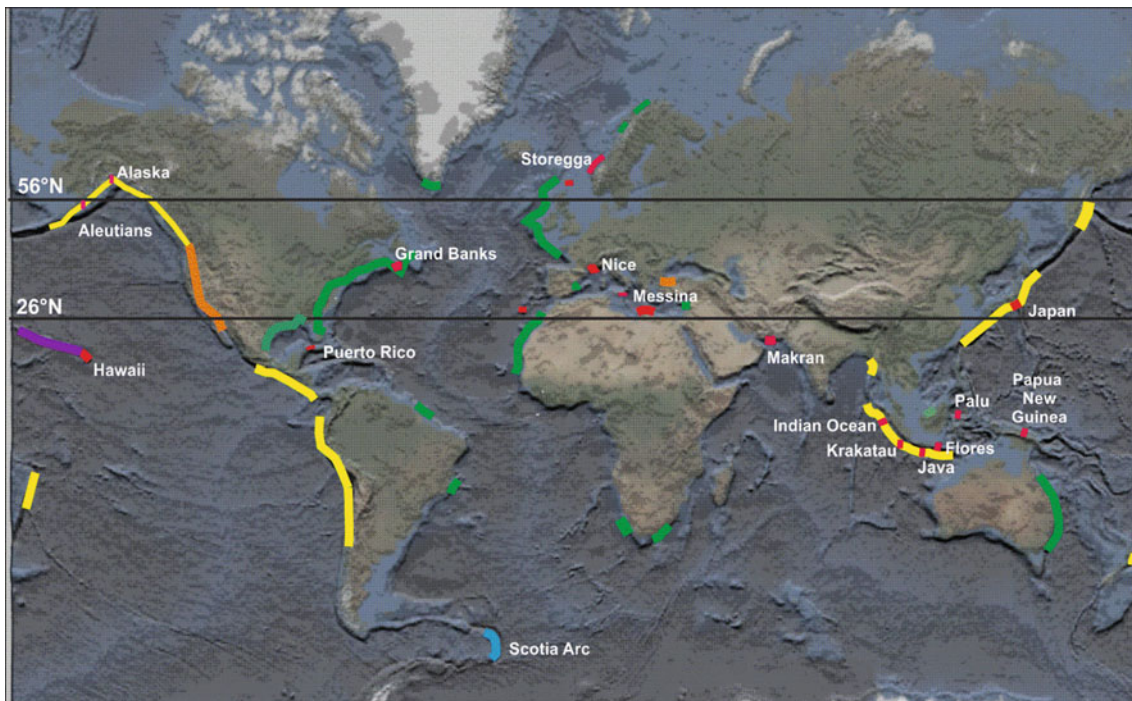 Storegga
Alaska
56°N
Aleutians
Grand Banks
Nice
Messina
26°N
Japan
Hawaii
Puerto Rico
Makran
Papua
New
Guinea
Palu
Indian Ocean
Krakatau
Flores
Java
Scotia Arc